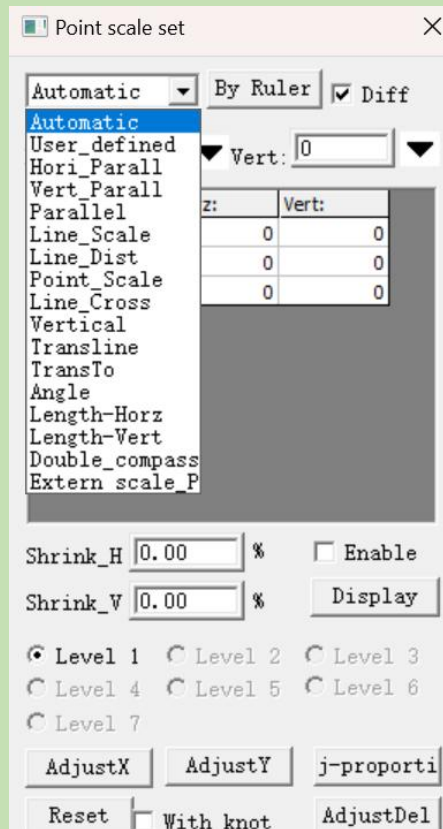 Point scale set
Automatic By Ruler Diff
Automatic
User_defined
Hori_Parall
Vert_Parall
Parallel
Line_Scale
Line_Dist
Point_Scale
Line_Cross
Vertical
Transline
TransTo
Angle
Length-Horz
Length-Vert
Double_compass
Extern scale_P
Vert: 0
z: Vert:
0 0
0 0
0 0
Shrink_H 0.00 % Enable
Shrink_V 0.00 % Display
Level 1 Level 2 Level 3
Level 4 Level 5 Level 6
Level 7
AdjustX AdjustY j-proporti
Reset With knot AdjustDel